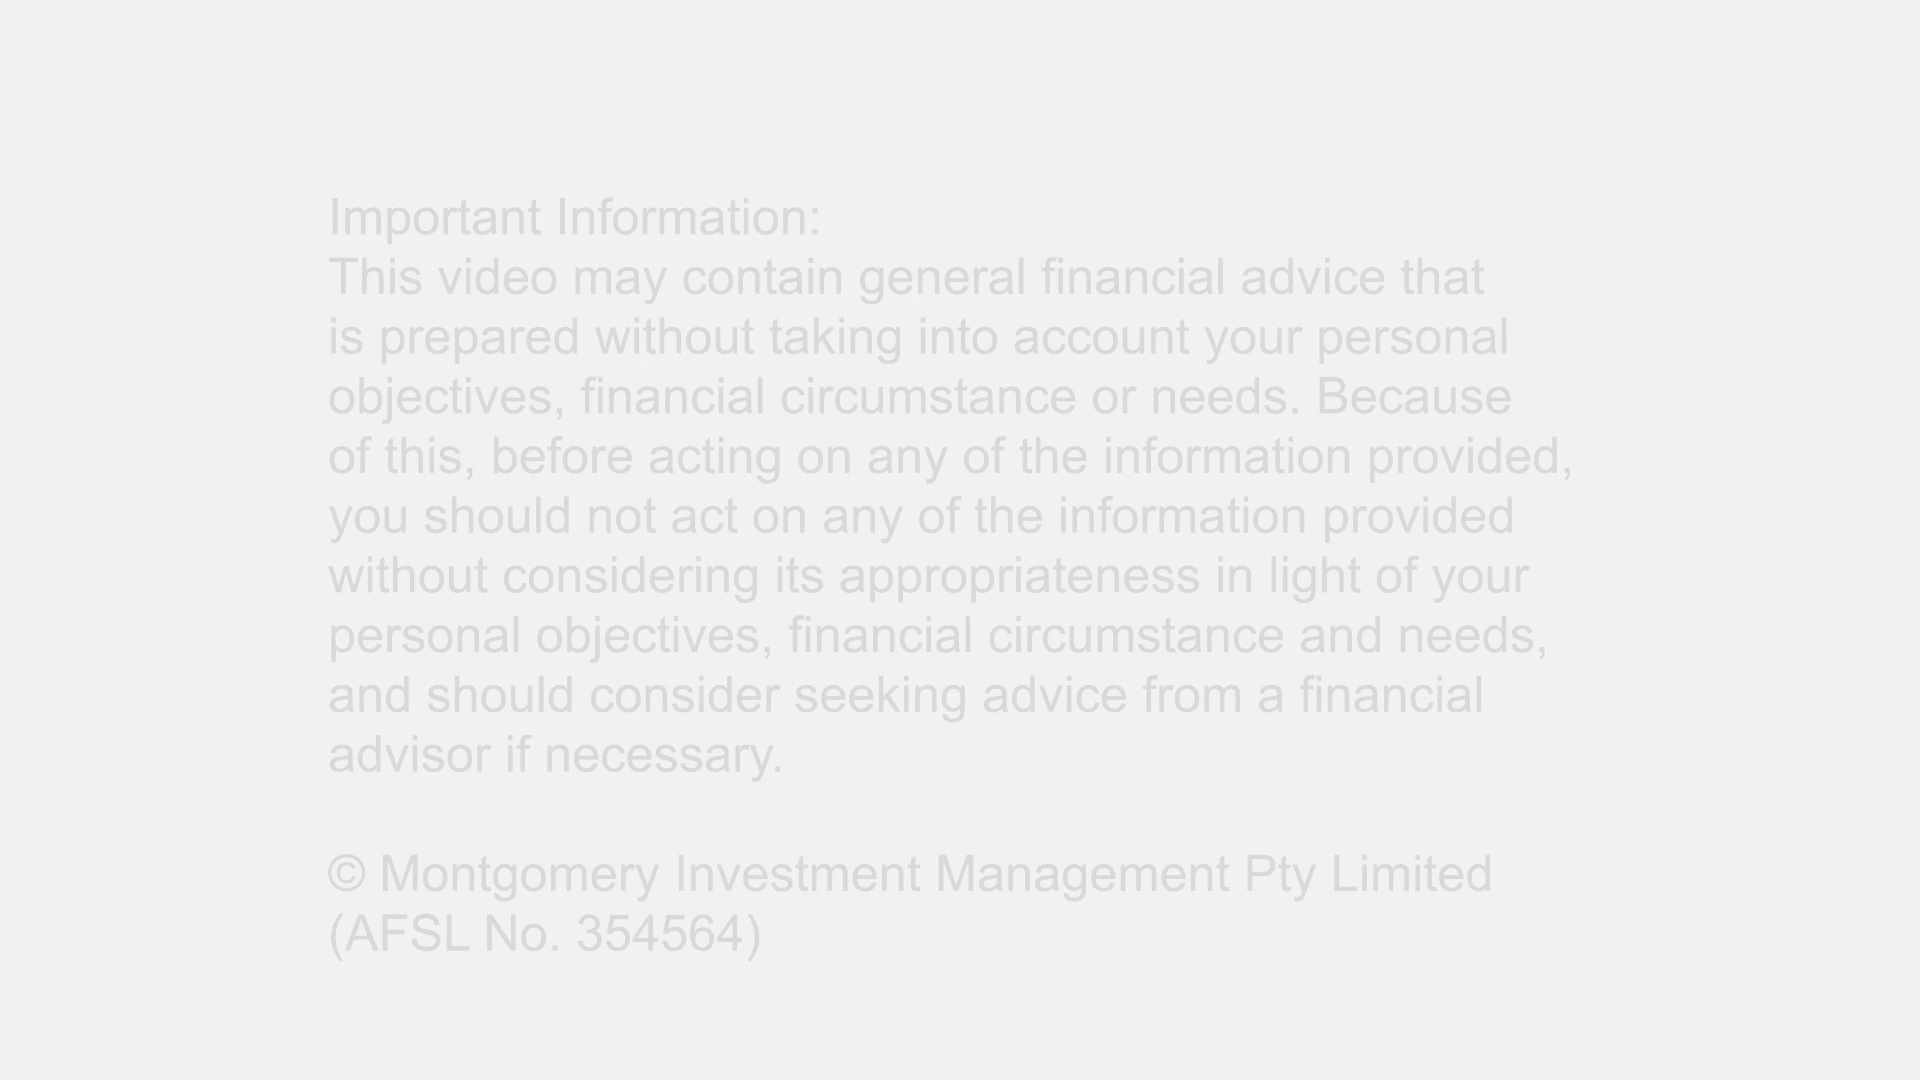 Important Information:
This video may contain general financial advice that
is prepared without taking into account your personal
objectives, financial circumstance or needs. Because
of this, before acting on any of the information provided,
you should not act on any of the information provided
without considering its appropriateness in light of your
personal objectives, financial circumstance and needs,
and should consider seeking advice from a financial
advisor if necessary.
© Montgomery Investment Management Pty Limited
(AFSL No. 354564)